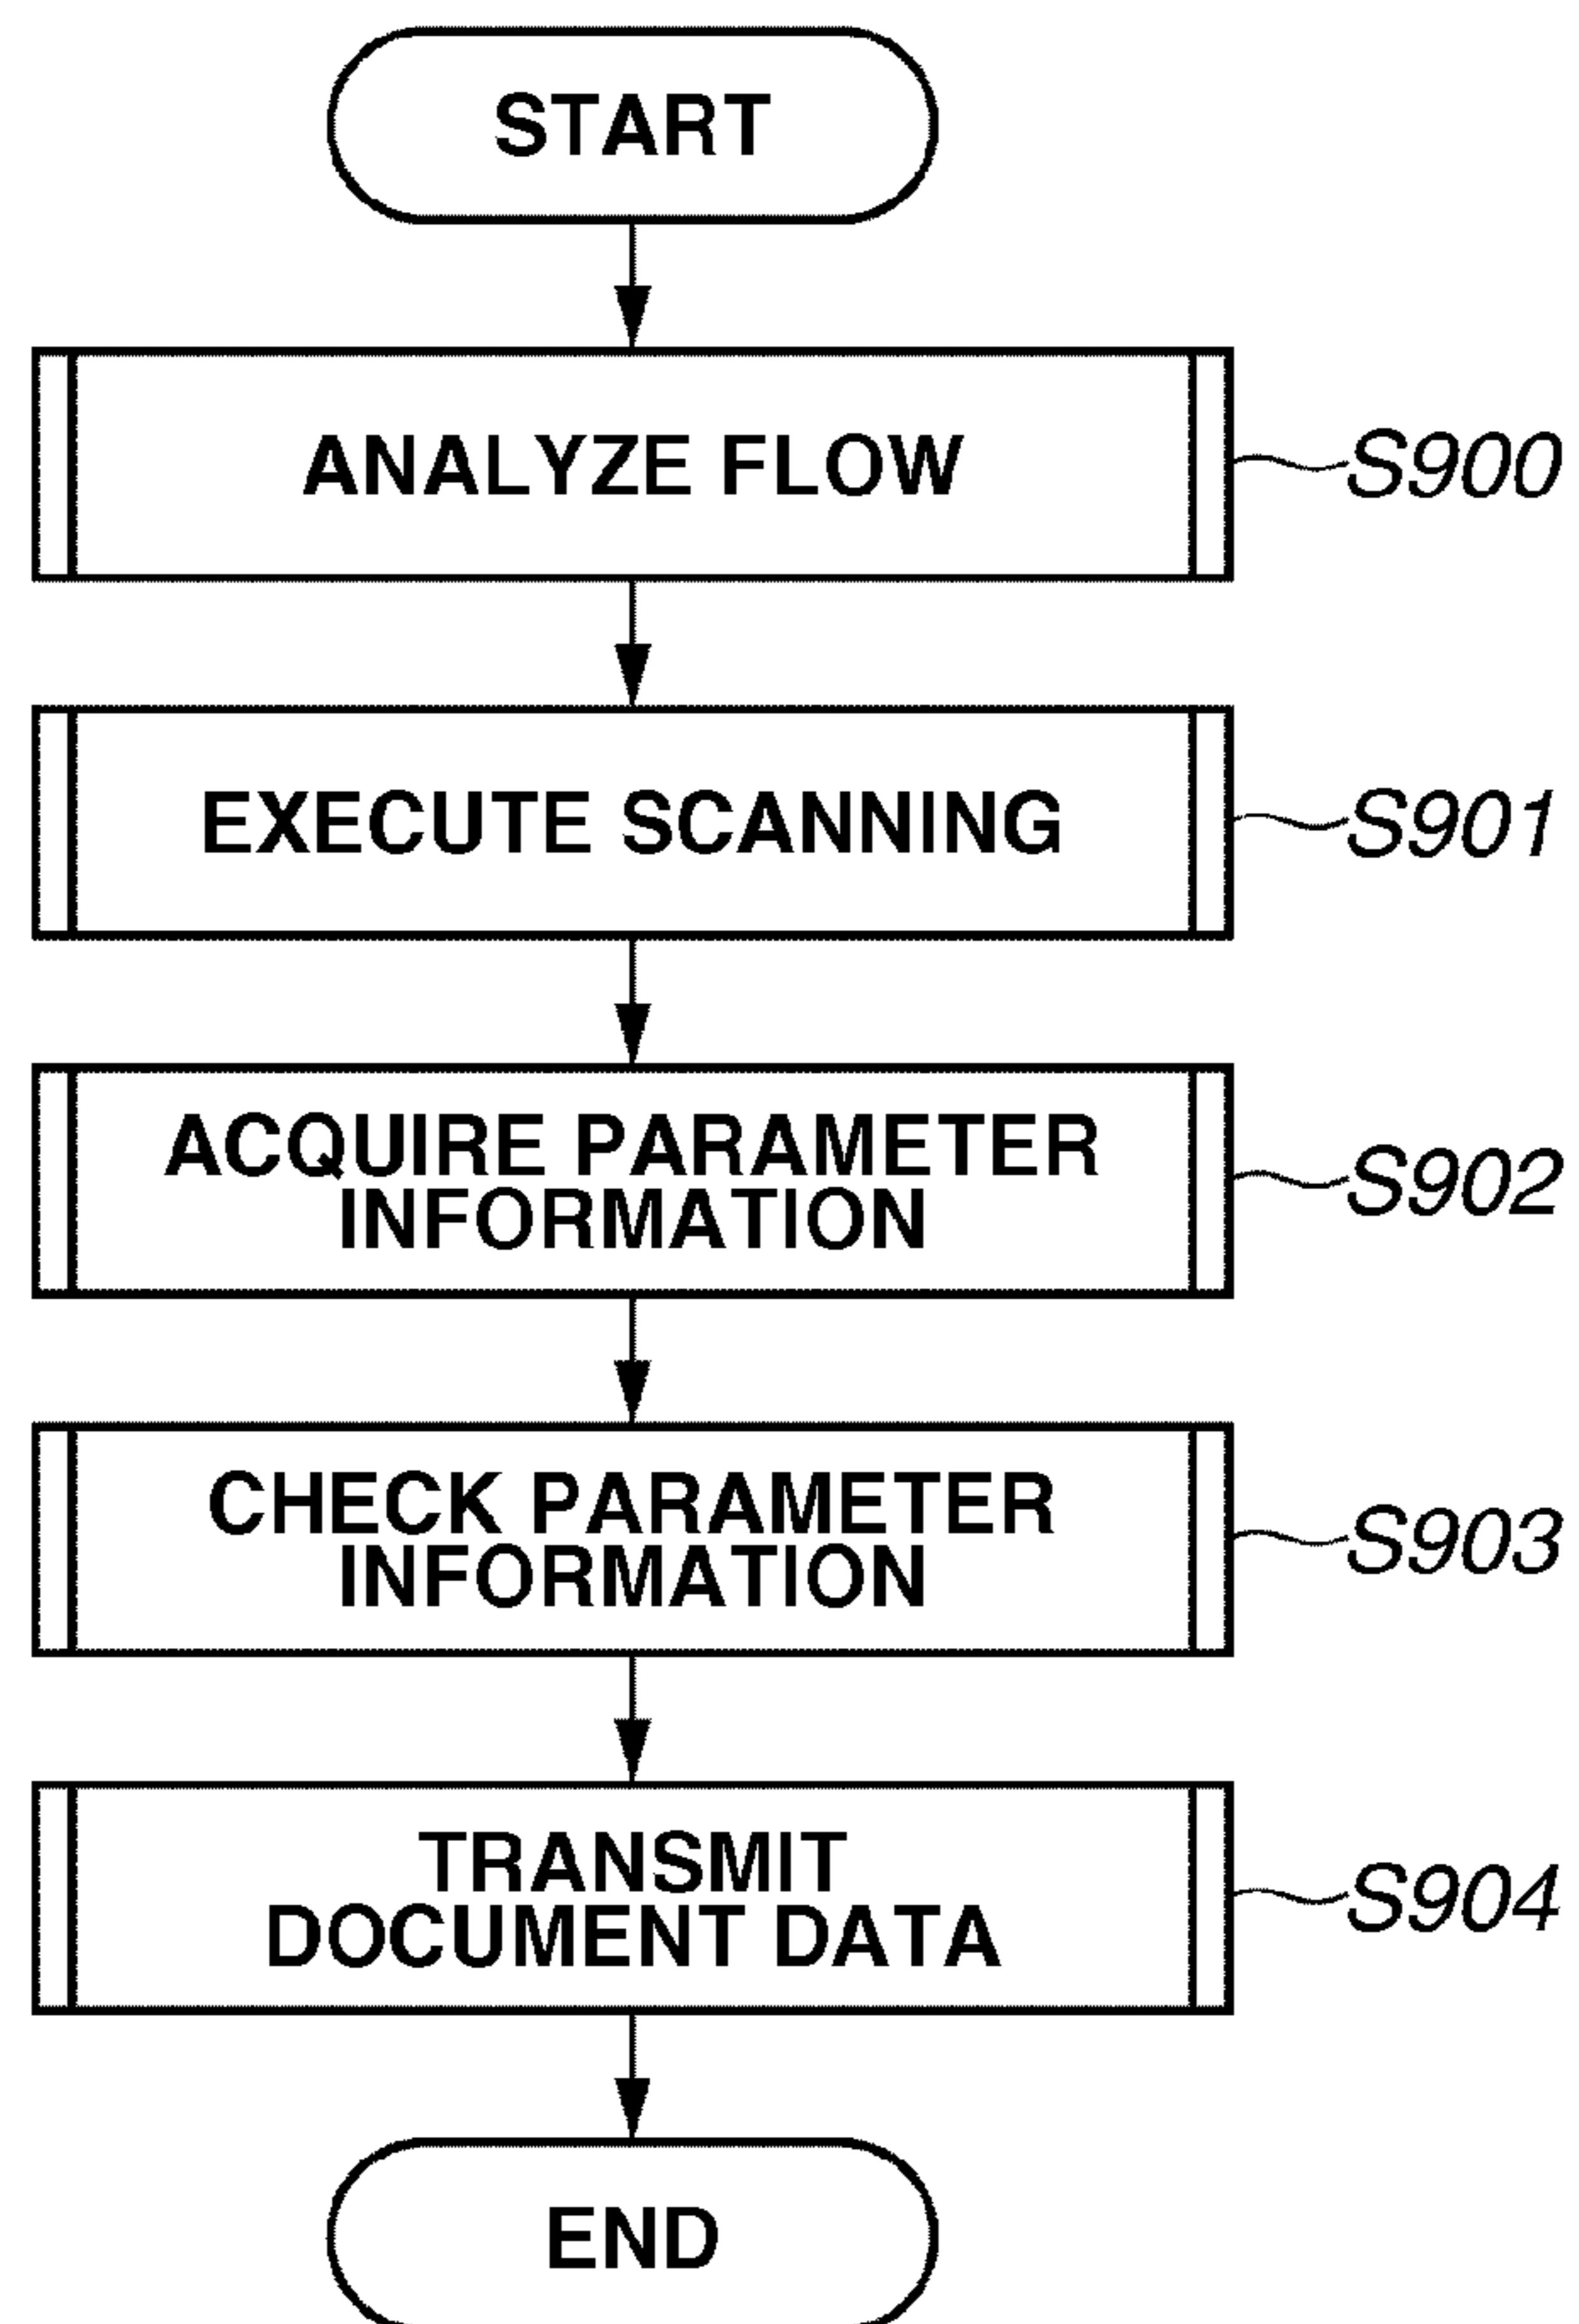 START
ANALYZE FLOW
S900
EXECUTE SCANNING
S901
ACQUIRE PARAMETER
INFORMATION
S902
CHECK PARAMETER
INFORMATION
S903
TRANSMIT
DOCUMENT DATA
S904
END